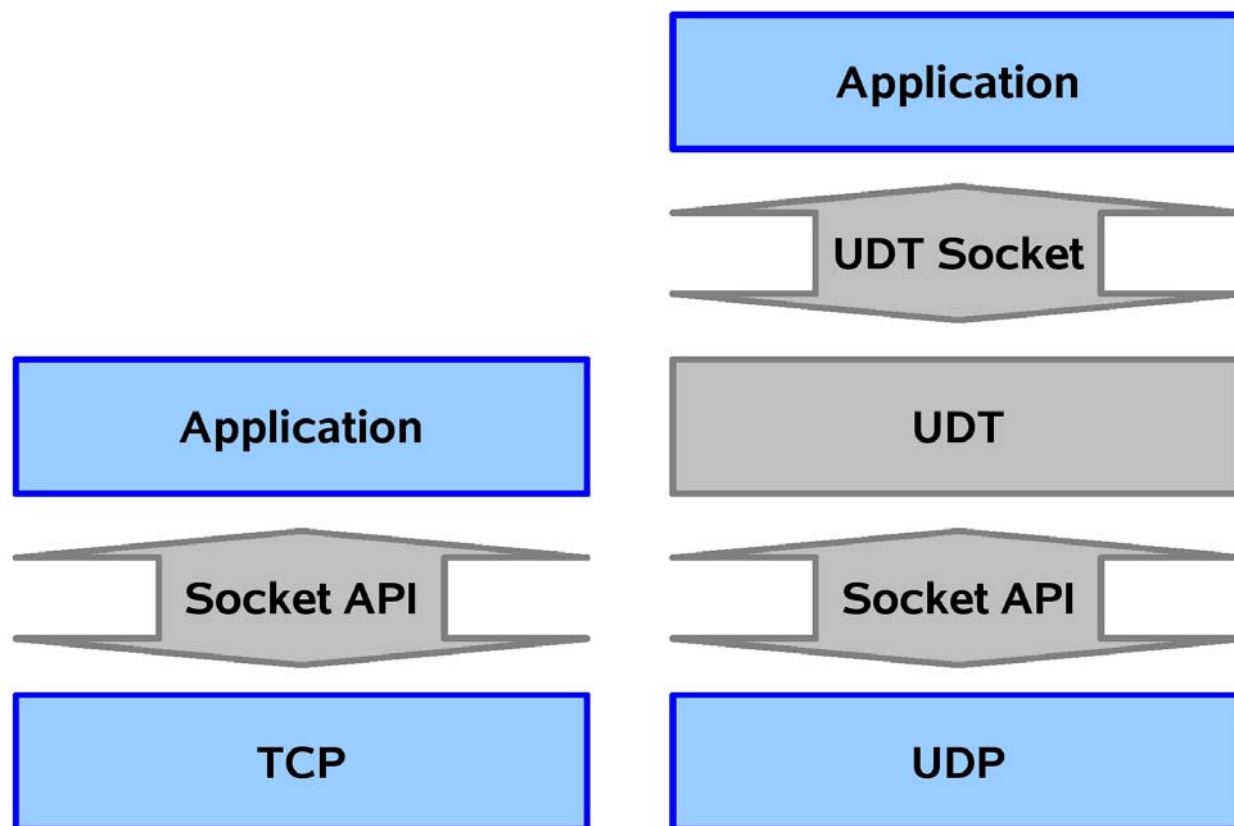 Application
UDT Socket
Application
UDT
Socket API
Socket API
TCP
UDP